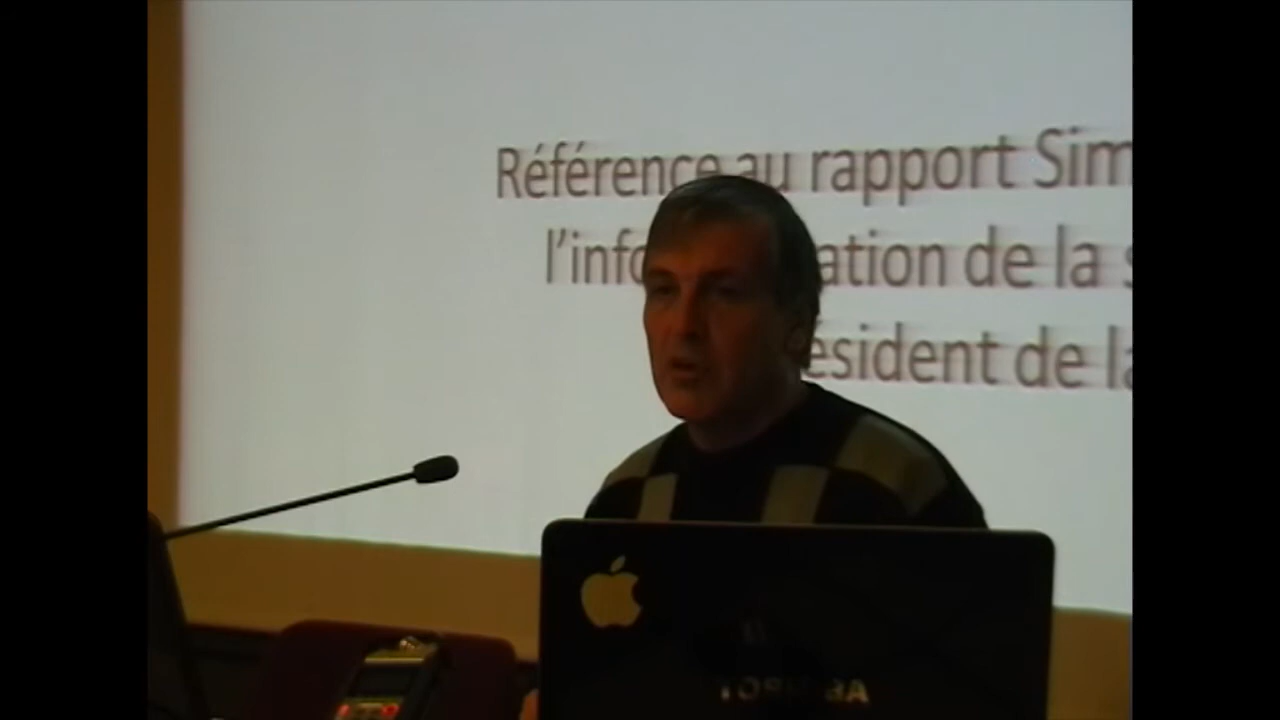 Référence au rapport Sim
l'info ation de la s
ésident de la